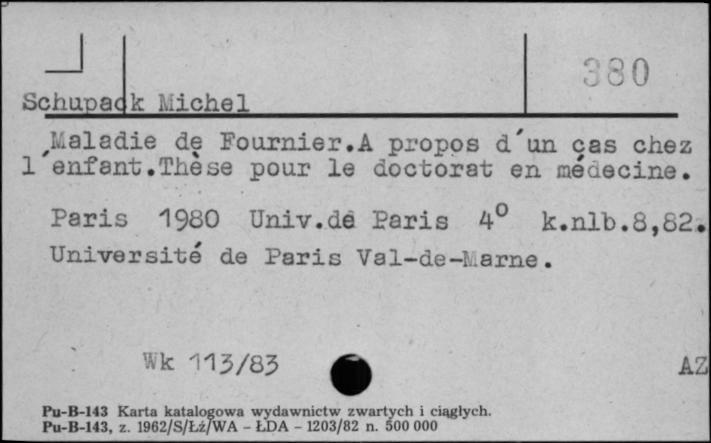 380
Schupack Michel
Maladie de Fournier.A propos d'un cas chez
l'enfant.Thèse pour le doctorat en médecine.
Paris 1980 Univ.de Paris 4⁰ k.nlb.8,82.
Université de Paris Val-de-Marne.
Wk 113/83
AZ
Pu-B-143 Karta katalogowa wydawnictw zwartych i ciągłych.
Pu-B-143, z. 1962/S/Łż/WA - ŁDA - 1203/82 n. 500 000